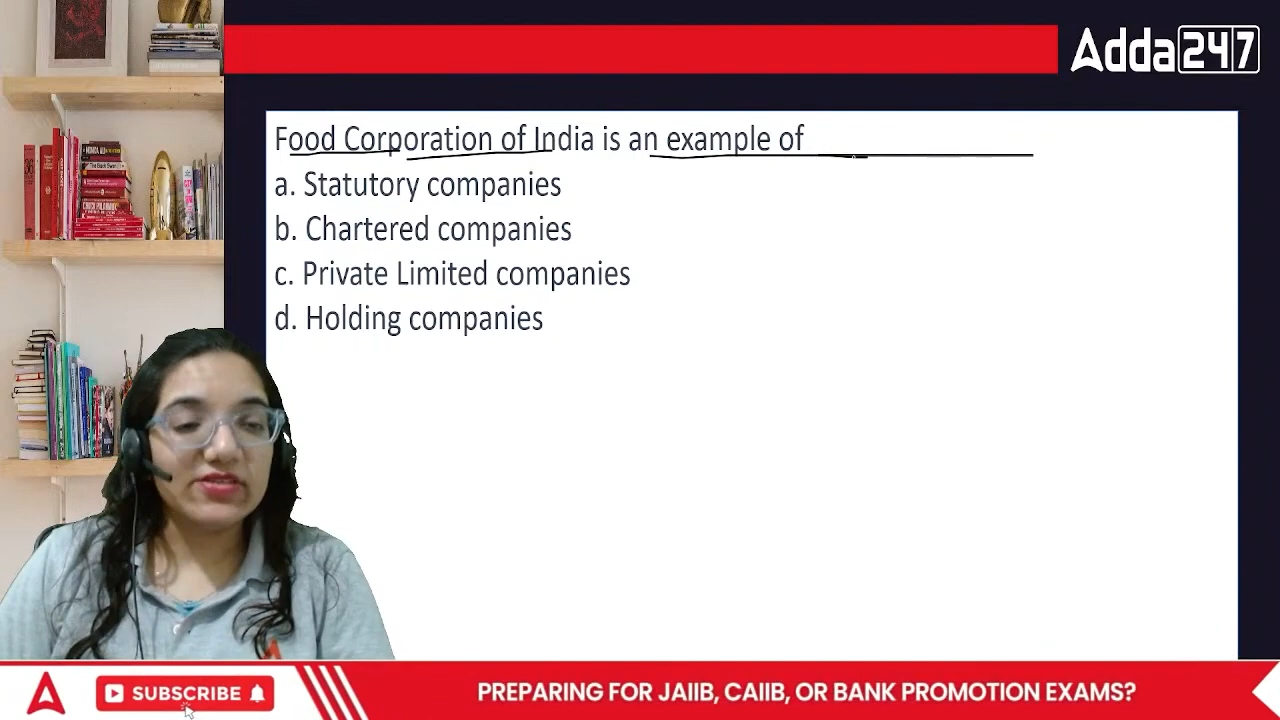 Adda247
Food Corporation of India is an example of
a. Statutory companies
b. Chartered companies
c. Private Limited companies
d. Holding companies
SUBSCRIBE
PREPARING FOR JAIIB, CAIIB, OR BANK PROMOTION EXAMS?